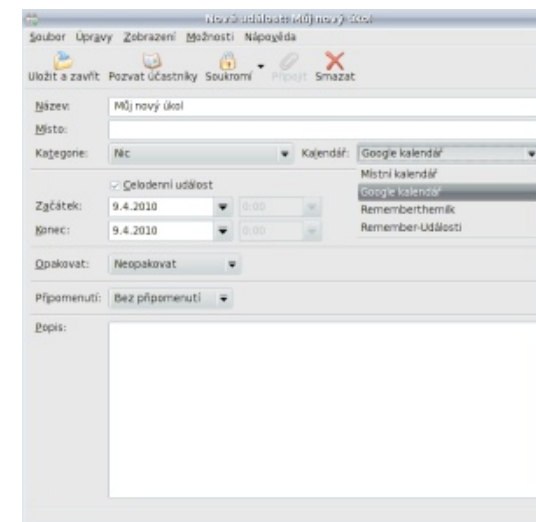 Nová událost: Můj nový úkol
Soubor Úpravy Zobrazení Možnosti Nápověda
Uložit a zavřít Pozvat účastníky Soukromí Připojit Smazat
Název: Můj nový úkol
Místo:
Kategorie: Nic Kalendář: Google kalendář
Místní kalendář
Celodenní událost Google kalendář
Začátek: 9.4.2010 0:00 Rememberthemilk
Konec: 9.4.2010 0:00 Remember-Události
Opakovat: Neopakovat
Připomenutí: Bez připomenutí
Popis: